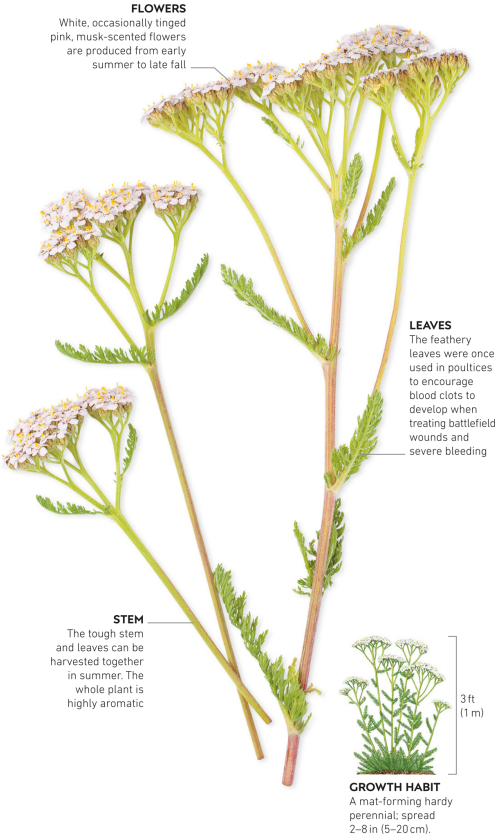 FLOWERS
White, occasionally tinged
pink, musk-scented flowers
are produced from early
summer to late fall
LEAVES
The feathery
leaves were once
used in poultices
to encourage
blood clots to
develop when
treating battlefield
wounds and
severe bleeding
STEM
The tough stem
and leaves can be
harvested together
in summer. The
whole plant is
highly aromatic
3 ft
(1 m)
GROWTH HABIT
A mat-forming hardy
perennial; spread
2–8 in (5–20 cm).